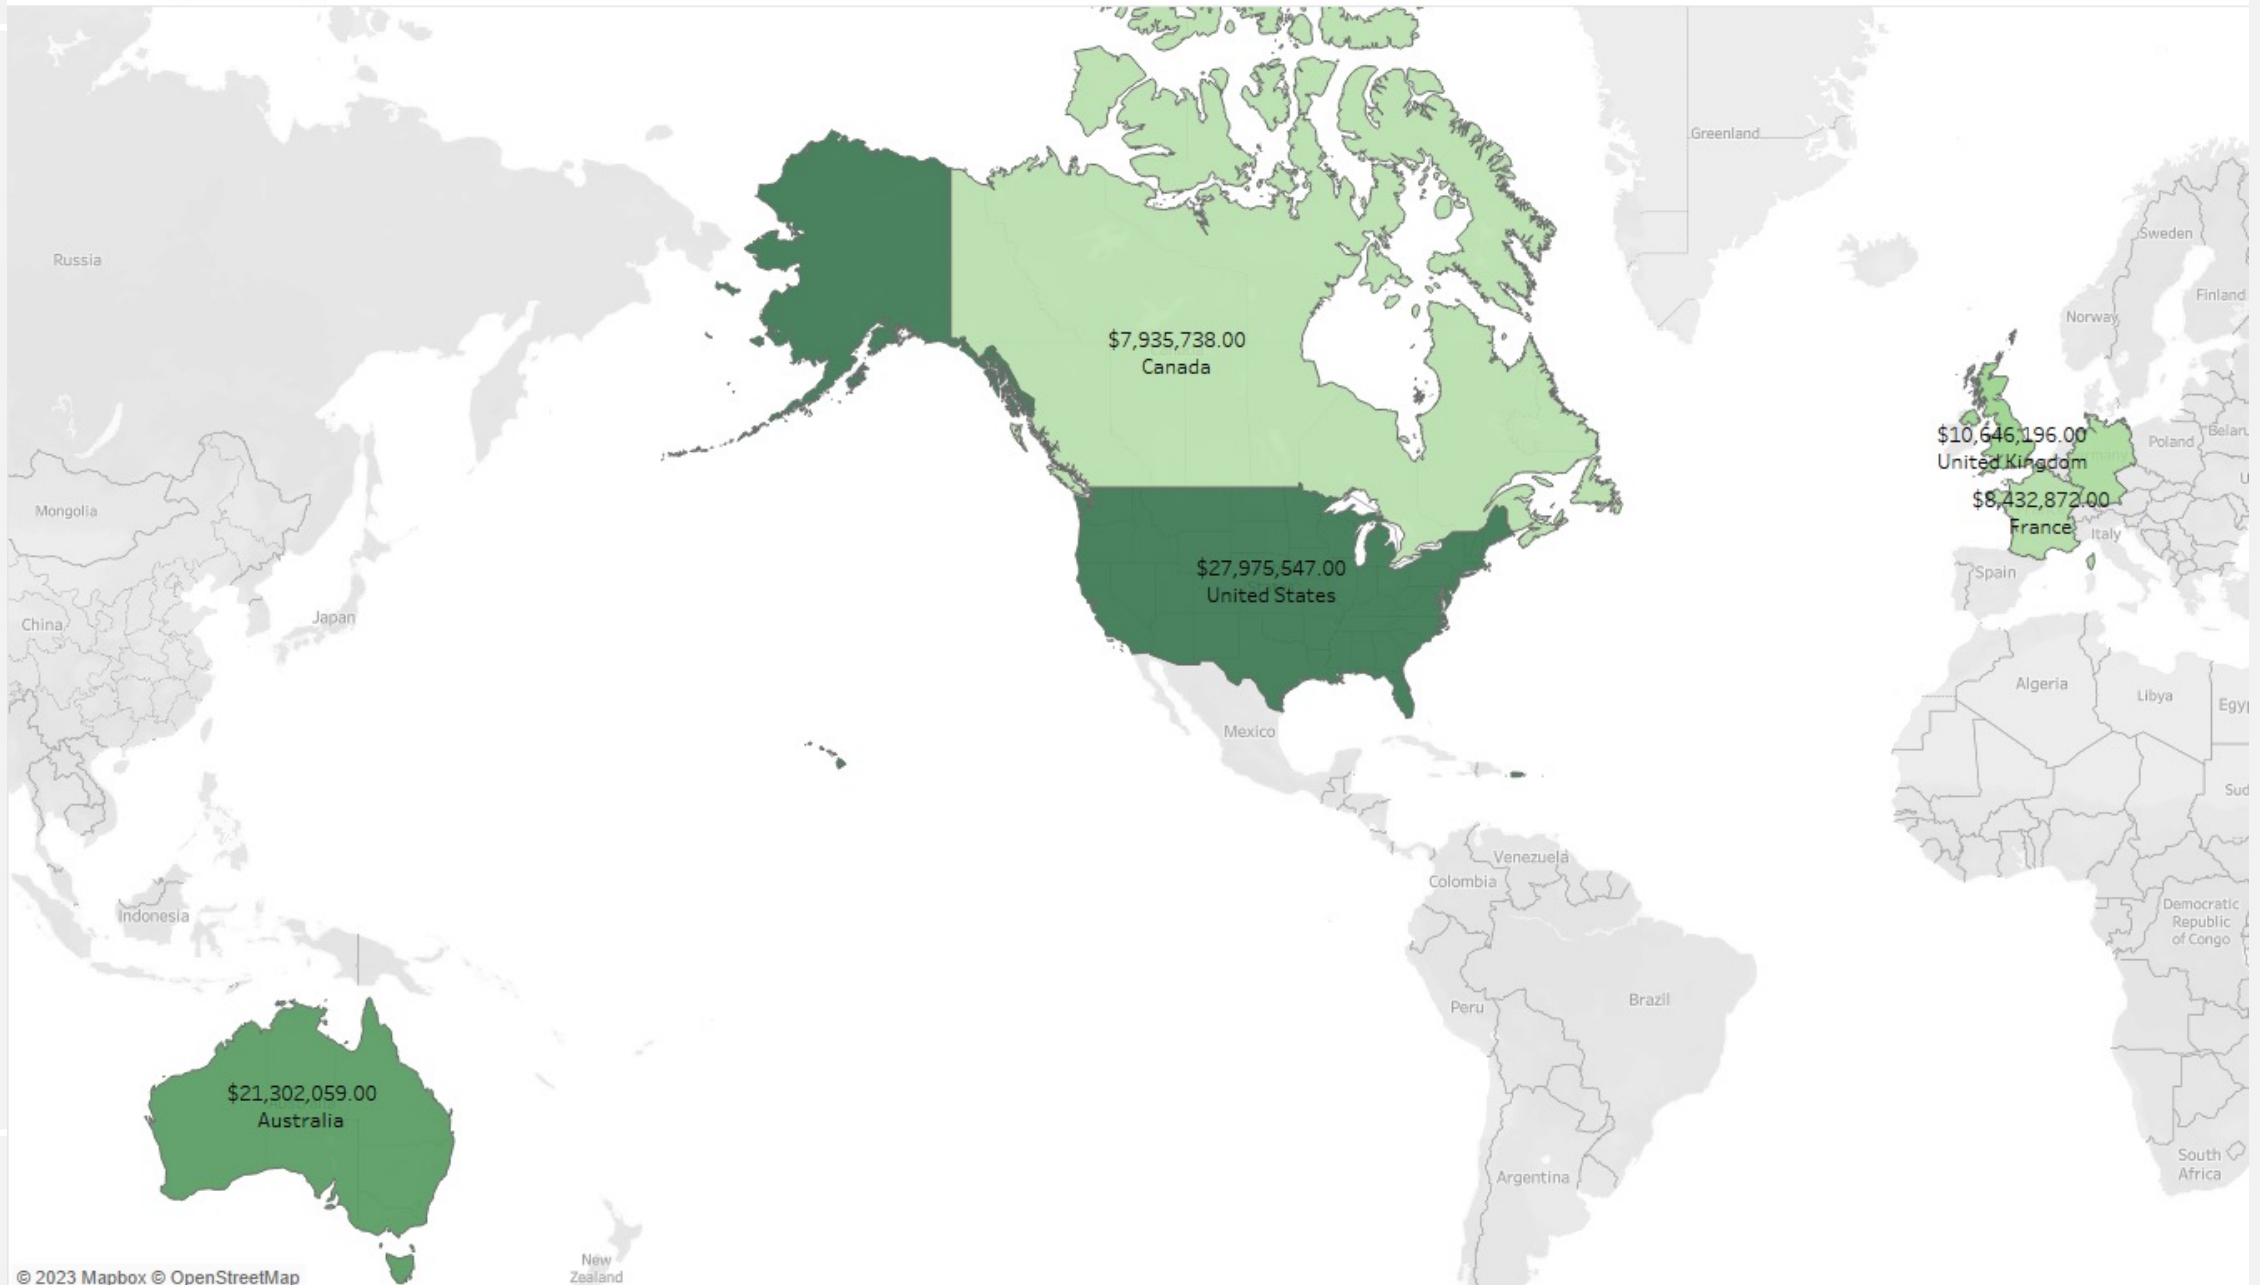 Greenland
Sweden
Russia
Finland
Norway
$7,935,738.00
Canada
$10,646,196.00
United Kingdom
Poland
Belaru
Mongolia
$8,432,872.00
France
Italy
$27,975,547.00
United States
Spain
Japan
China
Algeria
Libya
Egyp
Mexico
Sud
Venezuela
Colombia
Indonesia
Democratic
Republic
of Congo
Peru
Brazil
$21,302,059.00
Australia
South
Africa
Argentina
New
Zealand
© 2023 Mapbox © OpenStreetMap